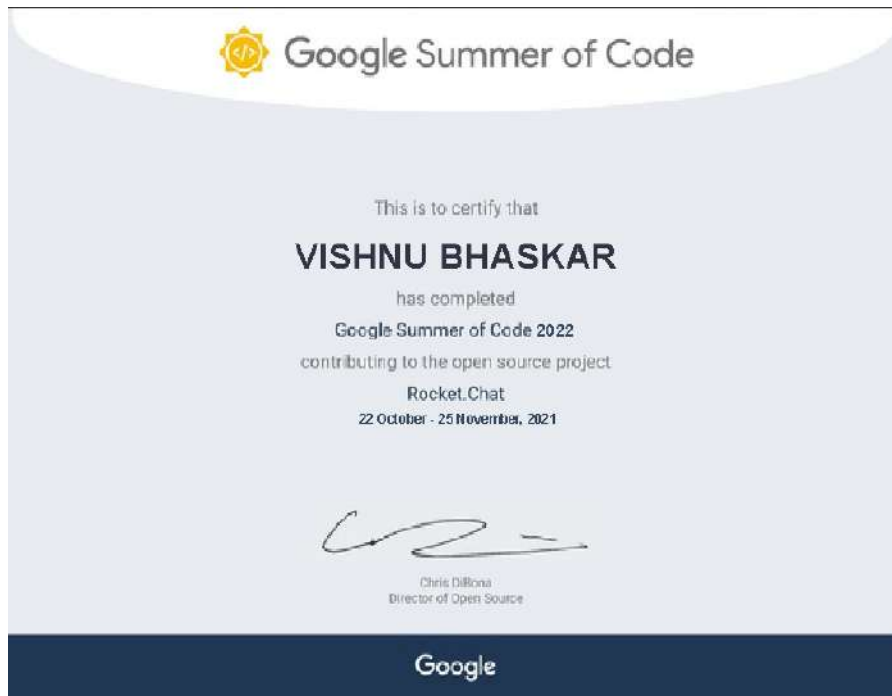 Google Summer of Code
This is to certify that
VISHNU BHASKAR
has completed
Google Summer of Code 2022
contributing to the open source project
Rocket.Chat
22 October - 25 November, 2021
Chris DiBona
Director of Open Source
Google